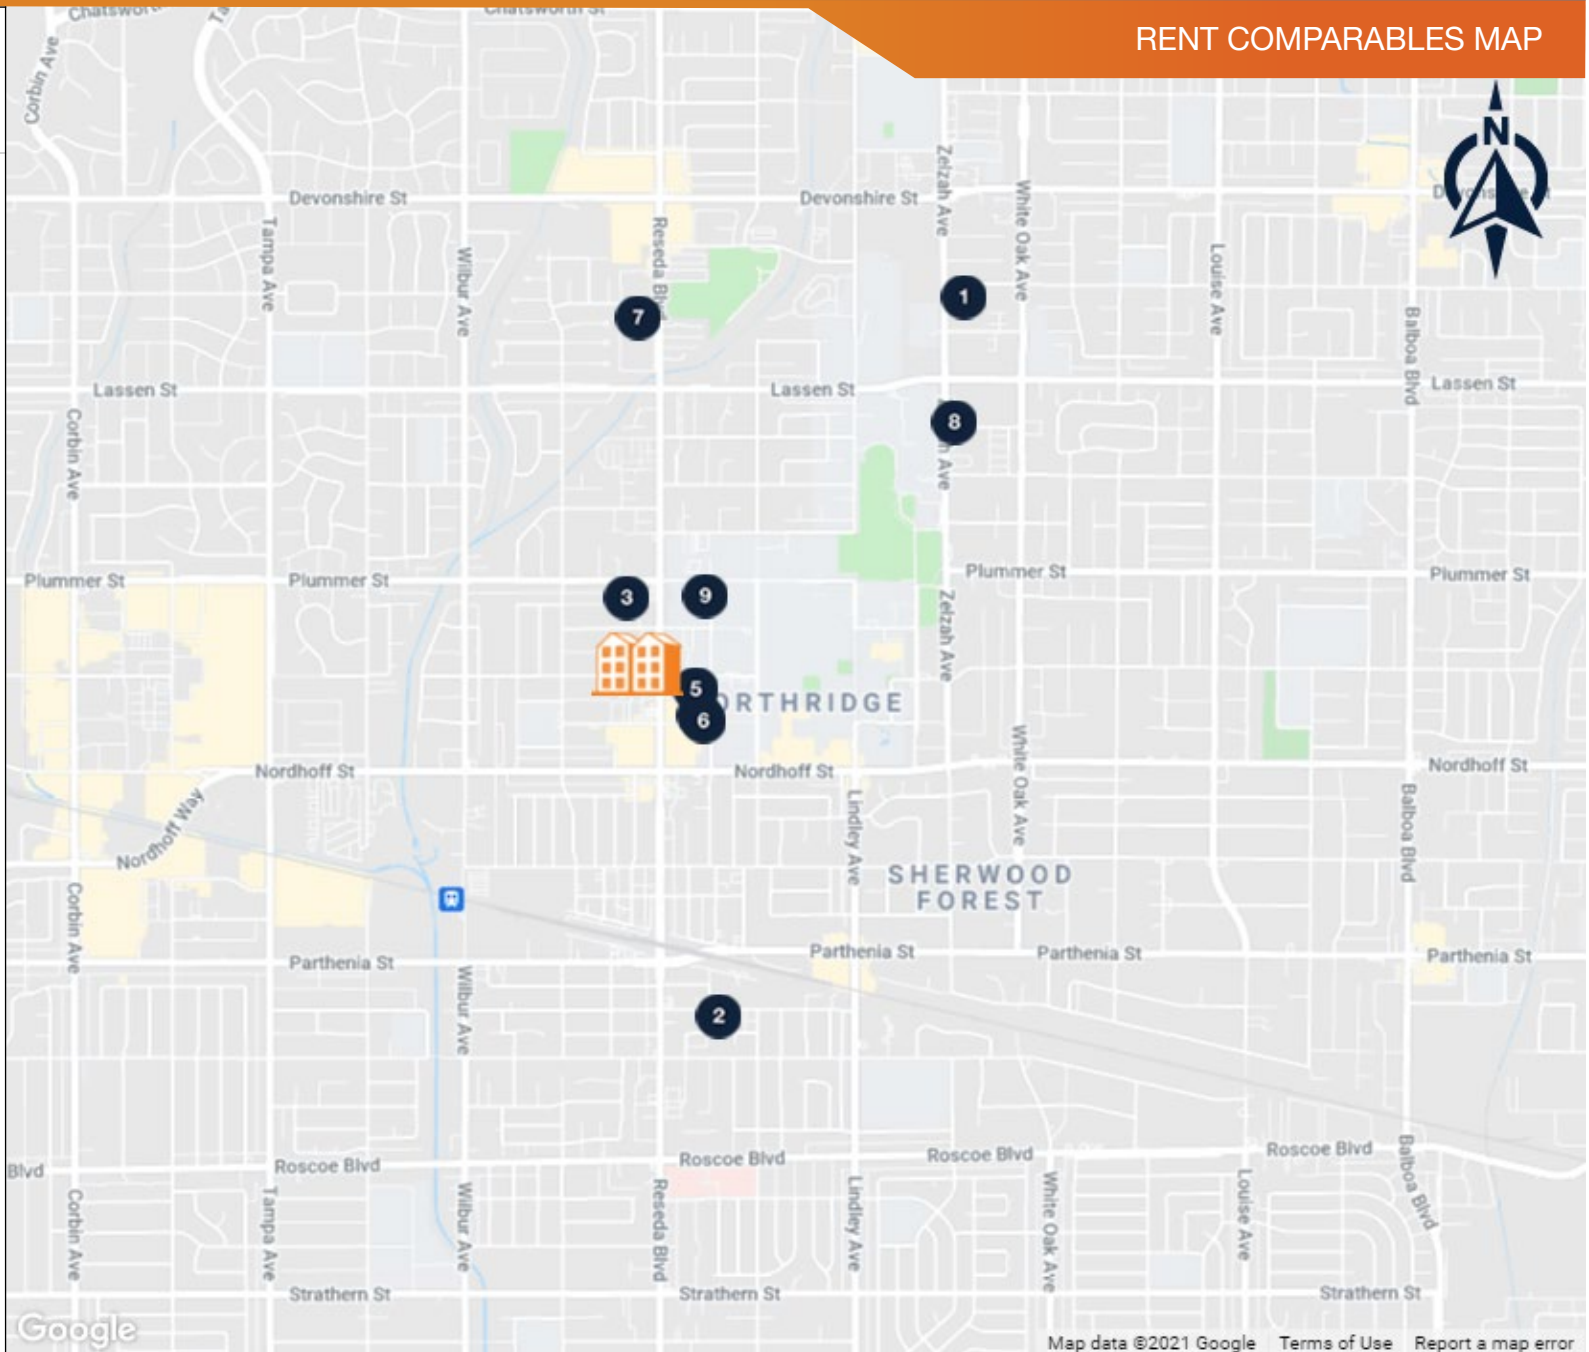 RENT COMPARABLES MAP
Chatsworth St
Corbin Ave
N
Devonshire St
Devonshire St
Zelzah Ave
White Oak Ave
Tampa Ave
Wilbur Ave
Reseda Blvd
Louise Ave
Balboa Blvd
1
7
Lassen St
Lassen St
Lassen St
Corbin Ave
8
Plummer St
Plummer St
Plummer St
Plummer St
3
9
Zelzah Ave
5
6
ORTHRIDGE
White Oak Ave
Nordhoff St
Nordhoff St
Nordhoff St
Nordhoff Way
Lindley Ave
Balboa Blvd
SHERWOOD
FOREST
Corbin Ave
Parthenia St
Parthenia St
Parthenia St
Parthenia St
Wilbur Ave
2
Blvd
Roscoe Blvd
Roscoe Blvd
Roscoe Blvd
Roscoe Blvd
Balboa Blvd
Corbin Ave
Tampa Ave
Wilbur Ave
Reseda Blvd
Lindley Ave
White Oak Ave
Louise Ave
Strathern St
Strathern St
Strathern St
Google
Map data ©2021 Google Terms of Use Report a map error